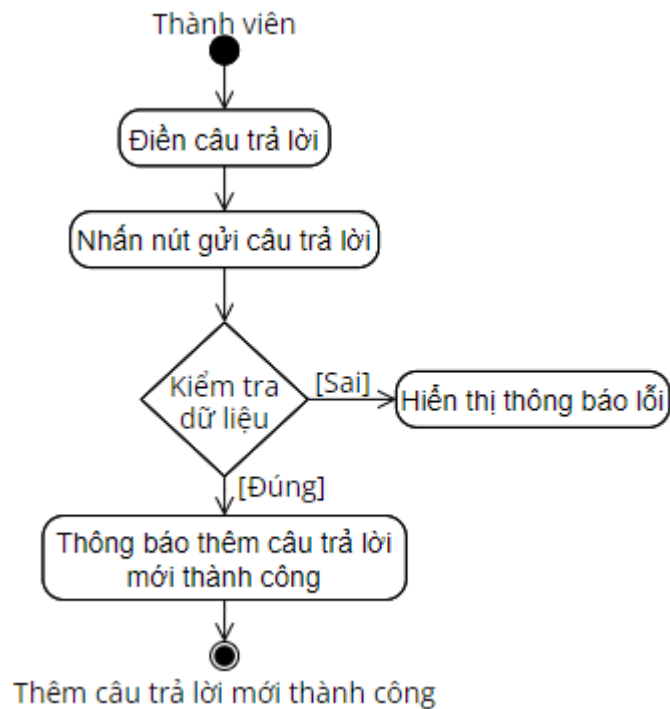 Thành viên
Điền câu trả lời
Nhấn nút gửi câu trả lời
Kiểm tra
dữ liệu
[Sai]
Hiển thị thông báo lỗi
[Đúng]
Thông báo thêm câu trả lời
mới thành công
Thêm câu trả lời mới thành công